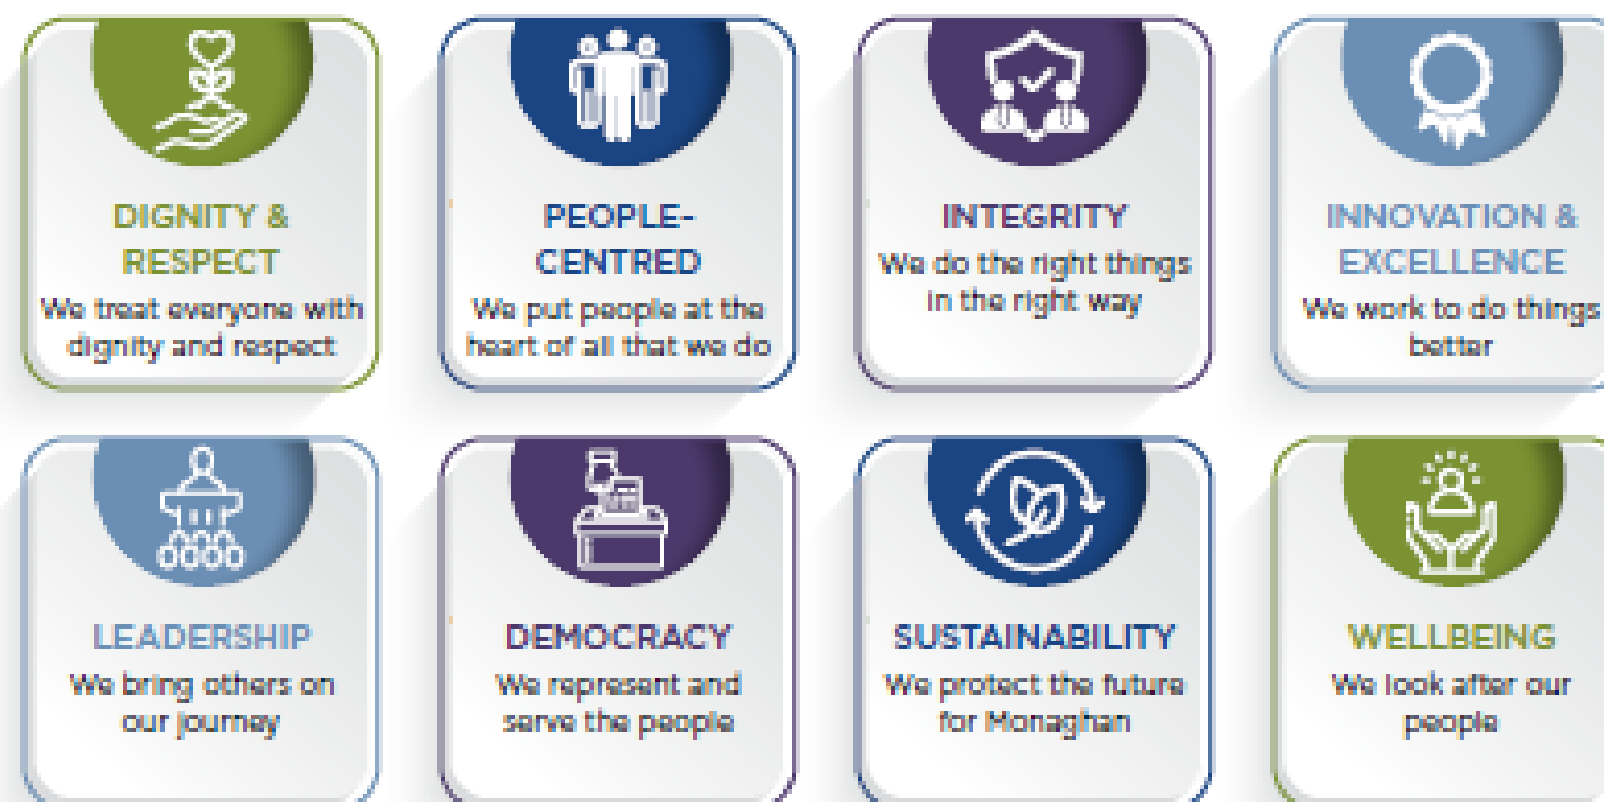 DIGNITY &
RESPECT
We treat everyone with
dignity and respect
PEOPLE-
CENTRED
We put people at the
heart of all that we do
INTEGRITY
We do the right things
in the right way
INNOVATION &
EXCELLENCE
We work to do things
better
LEADERSHIP
We bring others on
our journey
DEMOCRACY
We represent and
serve the people
SUSTAINABILITY
We protect the future
for Monaghan
WELLBEING
We look after our
people